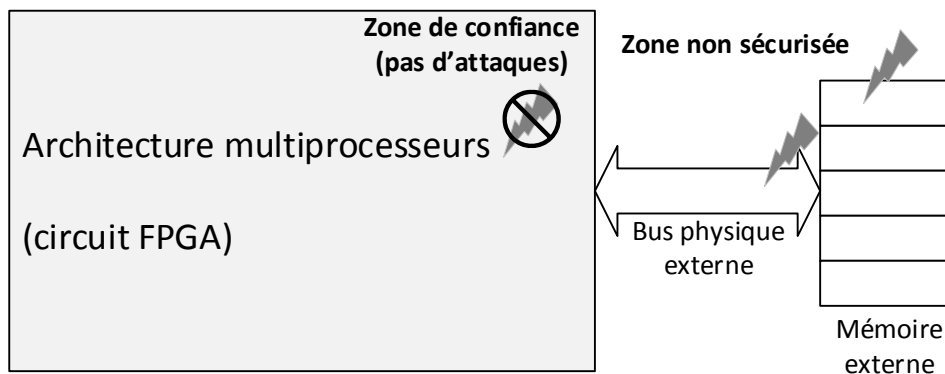 Zone de confiance
(pas d'attaques)
Zone non sécurisée
Architecture multiprocesseurs
(circuit FPGA)
Bus physique
externe
Mémoire
externe